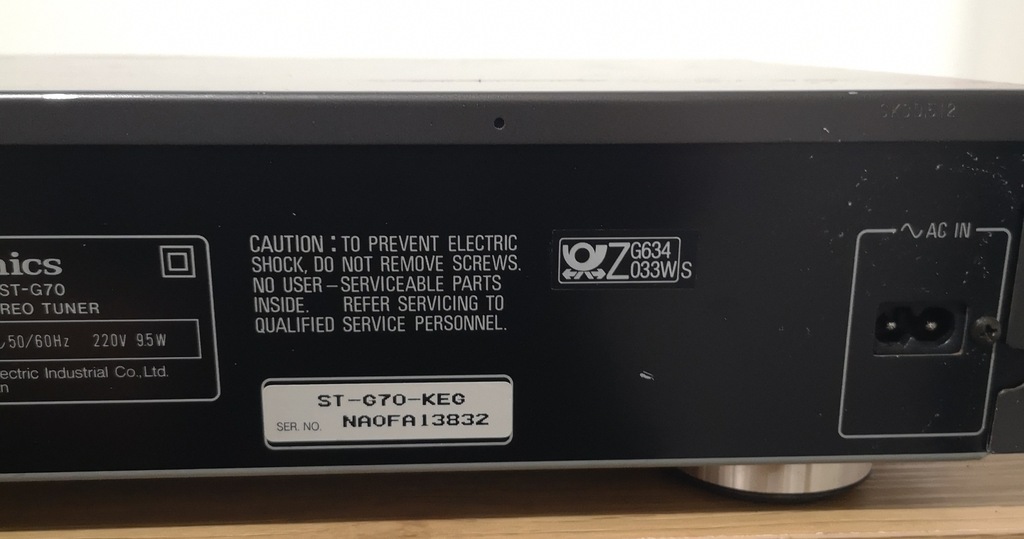 nics
ST-G70
REO TUNER
50/60Hz 220V 9.5W
ectric Industrial Co., Ltd.
CAUTION : TO PREVENT ELECTRIC
SHOCK, DO NOT REMOVE SCREWS.
NO USER-SERVICEABLE PARTS
INSIDE. REFER SERVICING TO
QUALIFIED SERVICE PERSONNEL.
ST-G70-KEG
SER. NO. NA0FA13832
Z G634
033W S
∿ AC IN